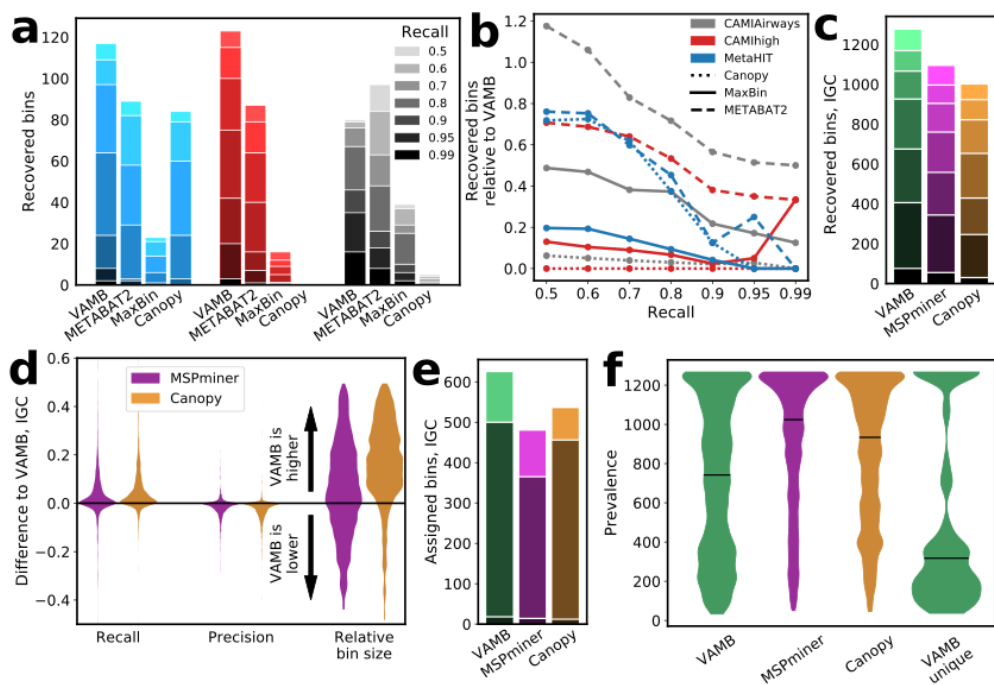 a
Recovered bins
120
100
80
60
40
20
0
Recall
0.5
0.6
0.7
0.8
0.9
0.95
0.99
VAMB
METABAT2
MaxBin
Canopy
VAMB
METABAT2
MaxBin
Canopy
VAMB
METABAT2
MaxBin
Canopy
b
Recovered bins
relative to VAMB
1.2
1.0
0.8
0.6
0.4
0.2
0.0
CAMIAirways
CAMIhigh
MetaHIT
Canopy
MaxBin
METABAT2
0.5 0.6 0.7 0.8 0.9 0.95 0.99
Recall
c
Recovered bins, IGC
1200
1000
800
600
400
200
0
VAMB
MSPminer
Canopy
d
Difference to VAMB, IGC
0.6
0.4
0.2
0.0
−0.2
−0.4
MSPminer
Canopy
VAMB is
higher
VAMB is
lower
Recall
Precision
Relative
bin size
e
Assigned bins, IGC
600
500
400
300
200
100
0
VAMB
MSPminer
Canopy
f
Prevalence
1200
1000
800
600
400
200
0
VAMB
MSPminer
Canopy
VAMB
unique